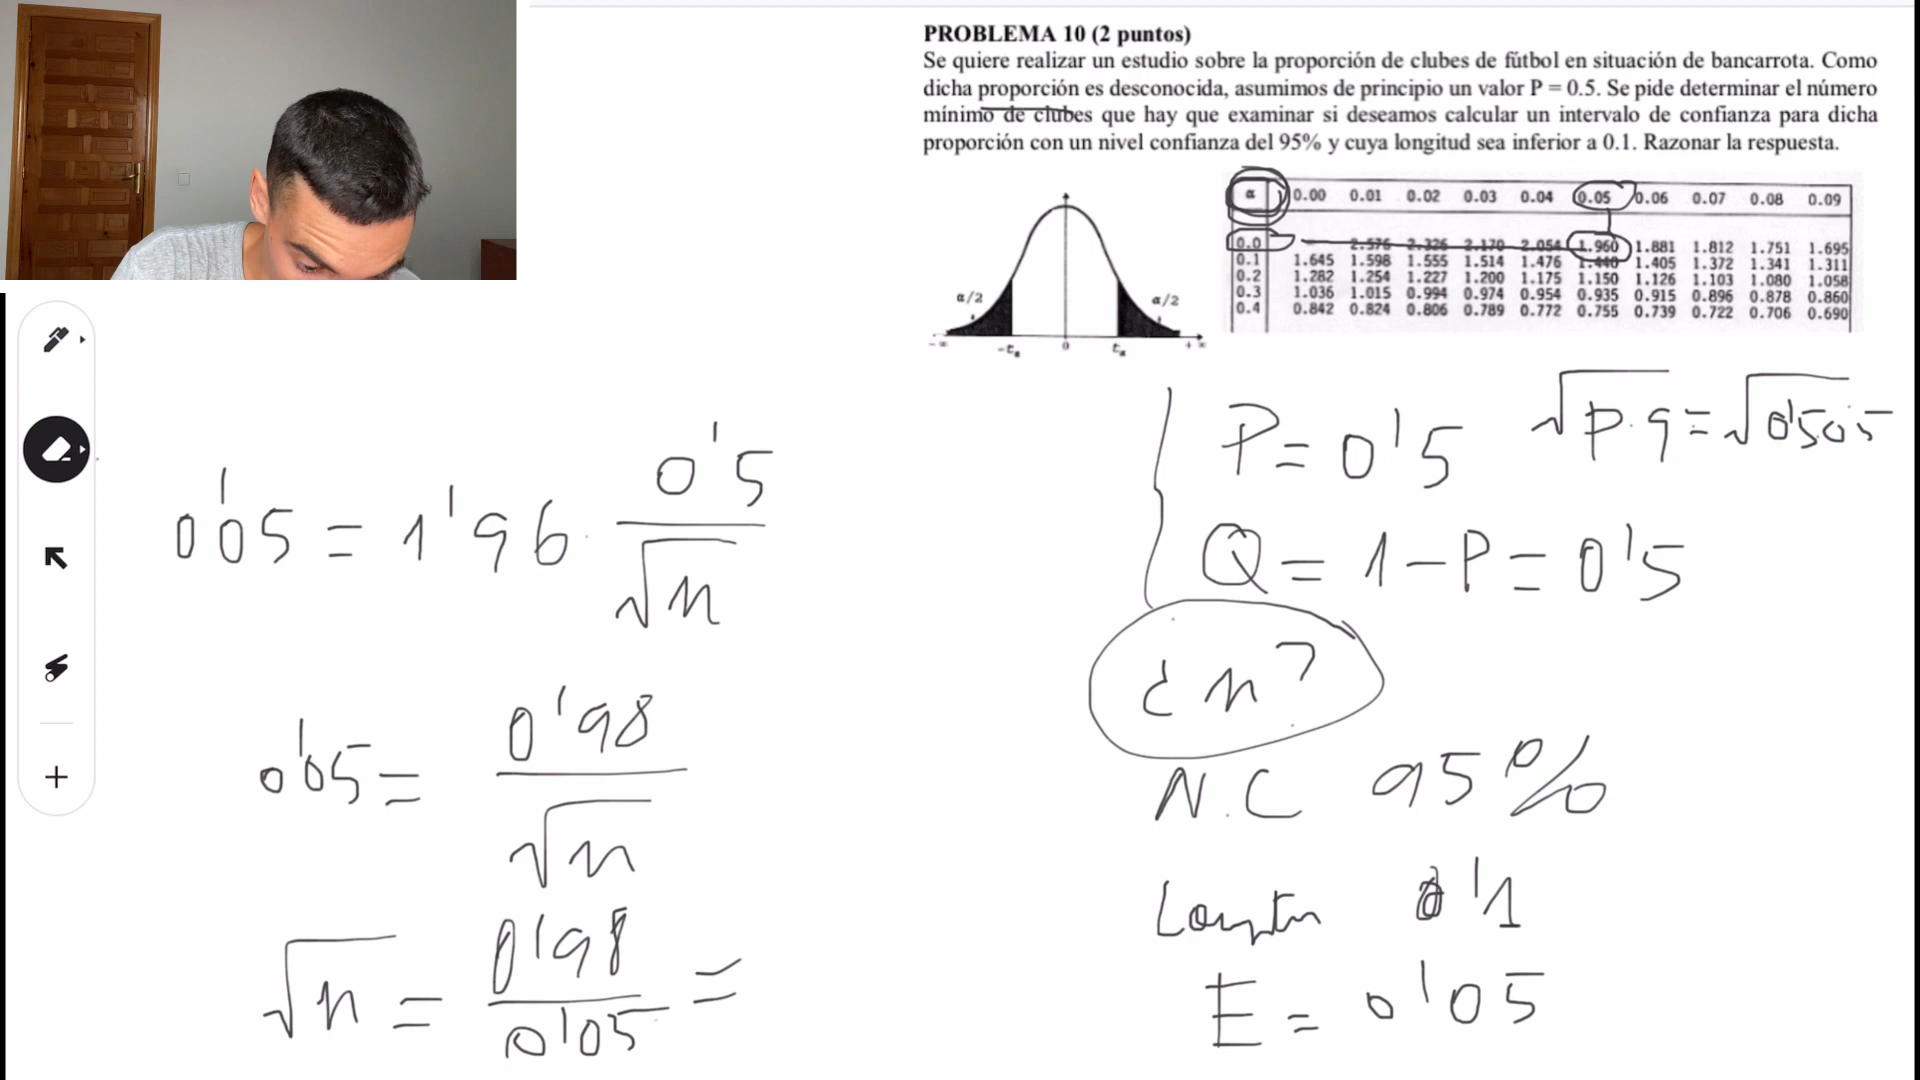 PROBLEMA 10 (2 puntos)
Se quiere realizar un estudio sobre la proporción de clubes de fútbol en situación de bancarrota. Como
dicha proporción es desconocida, asumimos de principio un valor P = 0.5. Se pide determinar el número
mínimo de clubes que hay que examinar si deseamos calcular un intervalo de confianza para dicha
proporción con un nivel confianza del 95% y cuya longitud sea inferior a 0.1. Razonar la respuesta.
α 0.00 0.01 0.02 0.03 0.04 0.05 0.06 0.07 0.08 0.09
0.0 2.576 2.326 2.170 2.054 1.960 1.881 1.812 1.751 1.695
0.1 1.645 1.598 1.555 1.514 1.476 1.440 1.405 1.372 1.341 1.311
0.2 1.282 1.254 1.227 1.200 1.175 1.150 1.126 1.103 1.080 1.058
0.3 1.036 1.015 0.994 0.974 0.954 0.935 0.915 0.896 0.878 0.860
0.4 0.842 0.824 0.806 0.789 0.772 0.755 0.739 0.722 0.706 0.690
α/2 α/2
-∞ -tα 0 tα +∞
0'05 = 1'96 · 0'5 / √n
0'05 = 0'98 / √n
√n = 0'98 / 0'05 =
P = 0'5 √p·q = √0'5·0'5
Q = 1 - P = 0'5
¿n?
N.C 95%
0'1
E = 0'05